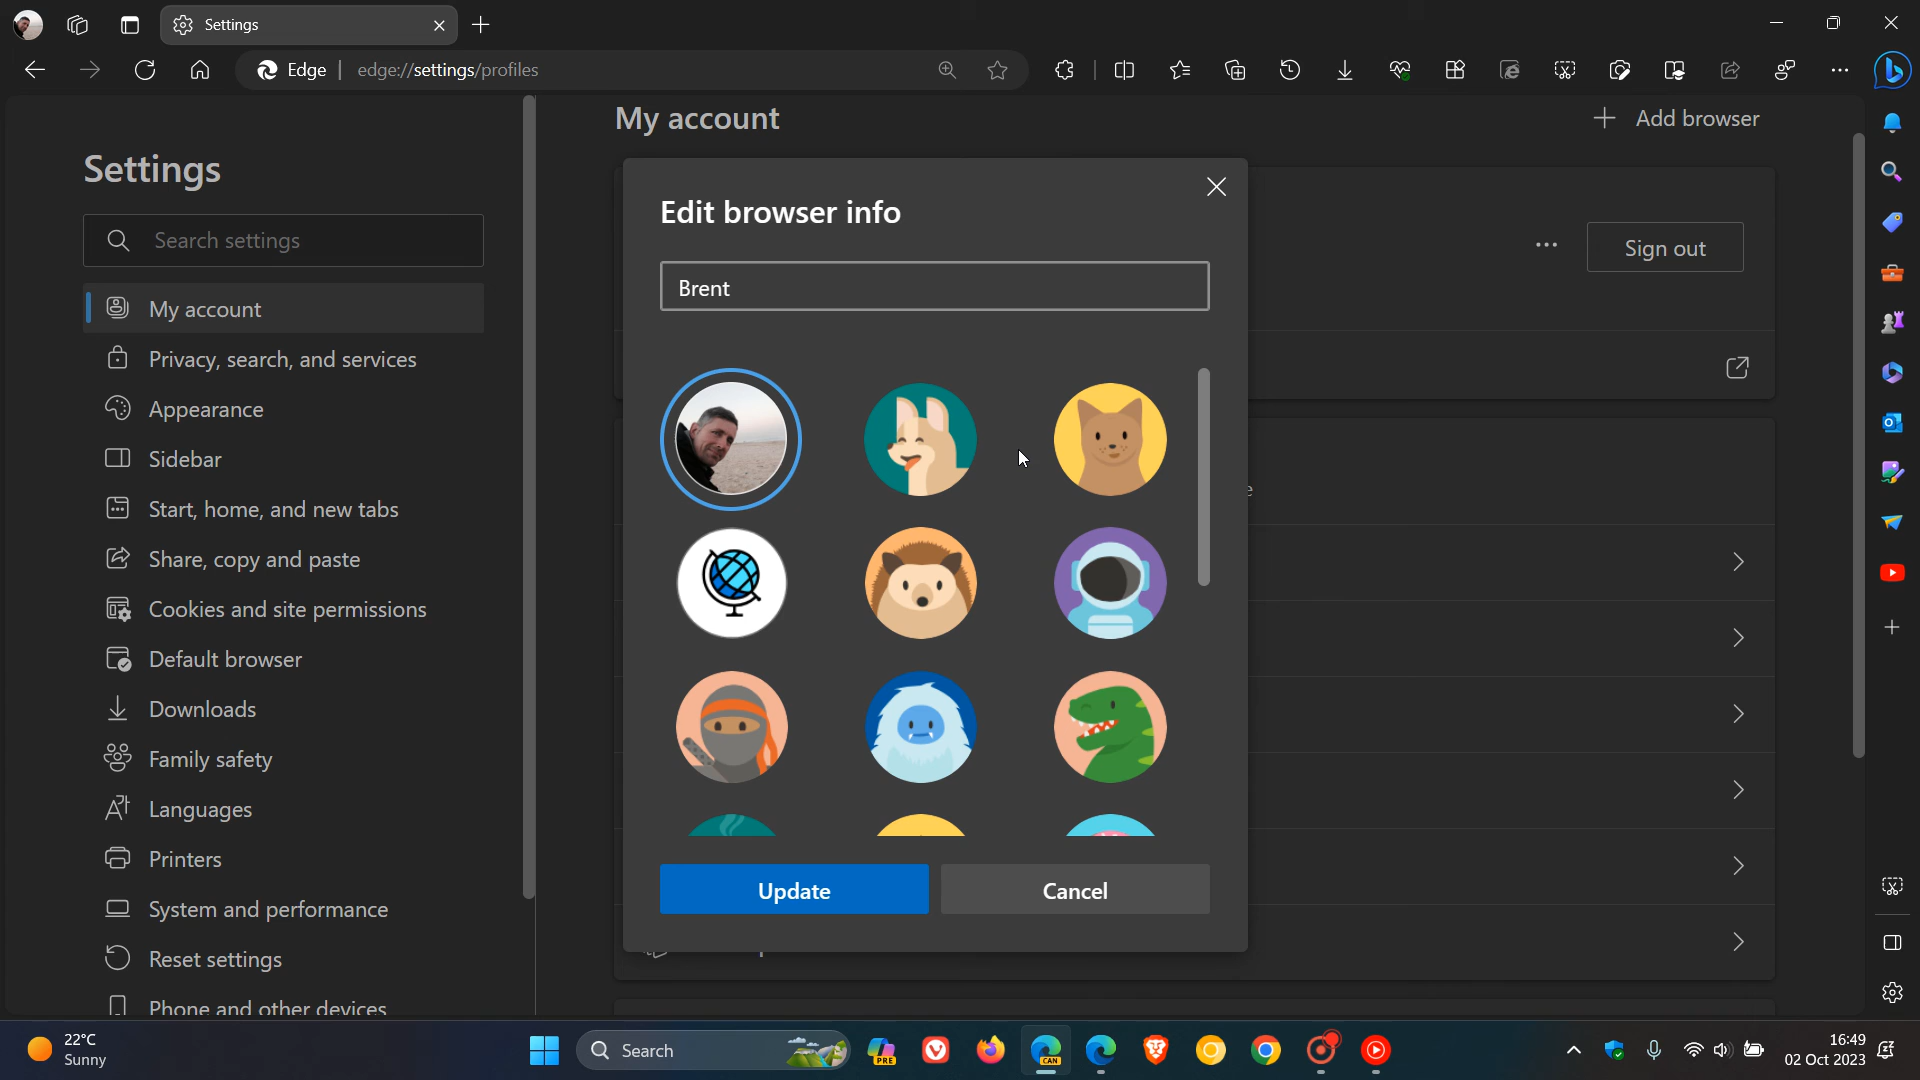 Settings
Edge
edge://settings/profiles
My account
Add browser
Settings
Search settings
My account
Privacy, search, and services
Appearance
Sidebar
Start, home, and new tabs
Share, copy and paste
Cookies and site permissions
Default browser
Downloads
Family safety
Languages
Printers
System and performance
Reset settings
Phone and other devices
Edit browser info
Brent
Update
Cancel
Sign out
22°C
Sunny
Search
PRE
CAN
16:49
02 Oct 2023